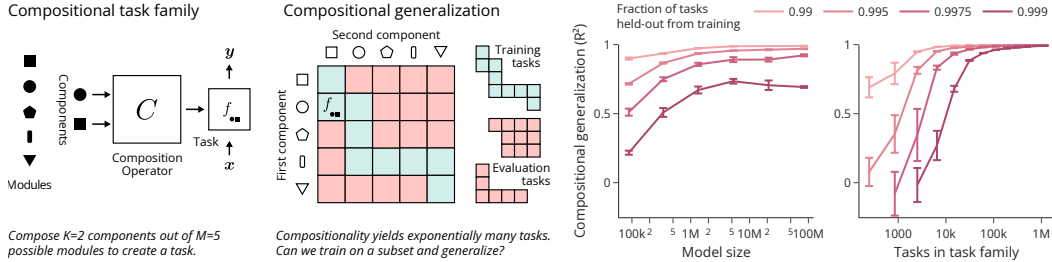 Compositional task family
Components
C
Composition
Operator
y
f
Task
x
Modules
Compose K=2 components out of M=5
possible modules to create a task.
Compositional generalization
Second component
First component
f
Training
tasks
Evaluation
tasks
Compositionality yields exponentially many tasks.
Can we train on a subset and generalize?
Fraction of tasks
held-out from training
0.99
0.995
0.9975
0.999
Compositional generalization (R²)
1
0.5
0
100k 2 5 1M 2 5 10M 2 5 100M
Model size
1
0.5
0
1000 10k 100k 1M
Tasks in task family